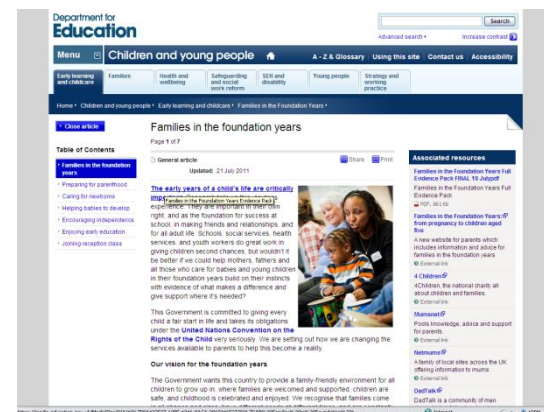 Department for
Education
Search
Advanced search
Increase contrast
Menu
Children and young people
A - Z & Glossary
Using this site
Contact us
Accessibility
Early learning
and childcare
Families
Health and
wellbeing
Safeguarding
and social
work reform
SEN and
disability
Young people
Strategy and
working
practice
Home
Children and young people
Early learning and childcare
Families in the Foundation Years
Close article
Table of Contents
Families in the foundation
years
Preparing for parenthood
Caring for newborns
Helping babies to develop
Encouraging independence
Enjoying early education
Joining reception class
Families in the foundation years
Page 1 of 7
General article
Share
Print
Updated: 21 July 2011
The early years of a child's life are critically
Families in the Foundation Years Evidence Pack
experience. They are important in their own
right, and as the foundation for success at
school, in making friends and relationships, and
for all adult life. Schools, social services, health
services, and youth workers do great work in
giving children second chances, but wouldn't it
be better if we could help mothers, fathers and
all those who care for babies and young children
in their foundation years build on their instincts
with evidence of what makes a difference and
give support where it's needed?
This Government is committed to giving every
child a fair start in life and takes its obligations
under the United Nations Convention on the
Rights of the Child very seriously. We are setting out how we are changing the
services available to parents to help this become a reality.
Our vision for the foundation years
The Government wants this country to provide a family-friendly environment for all
children to grow up in, where families are welcomed and supported, children are
safe, and childhood is celebrated and enjoyed. We recognise that families come
Associated resources
Families in the Foundation Years Full
Evidence Pack FINAL 18 July.pdf
Families in the Foundation Years Full
Evidence Pack
PDF,
Families in the Foundation Years:
from pregnancy to children aged
five
A new website for parents which
includes information and advice for
families in the foundation years
External link
4Children
4Children, the national charity all
about children and families.
External link
Mumsnet
Pools knowledge, advice and support
for parents.
External link
Netmums
A family of local sites across the UK
offering information to mums.
External link
DadTalk
DadTalk is a community of men